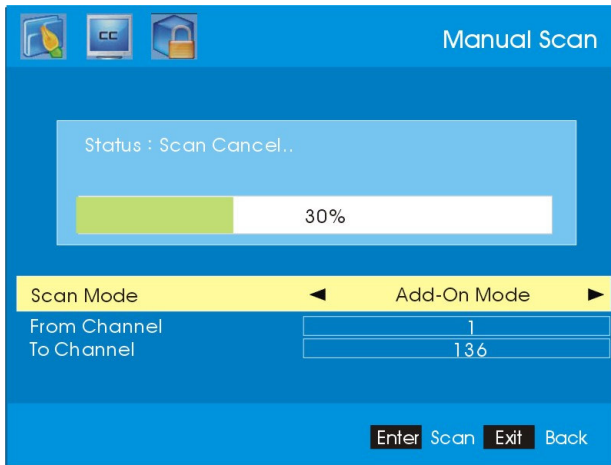 CC
Manual Scan
Status : Scan Cancel..
30%
Scan Mode ◄ Add-On Mode ►
From Channel 1
To Channel 136
Enter Scan Exit Back